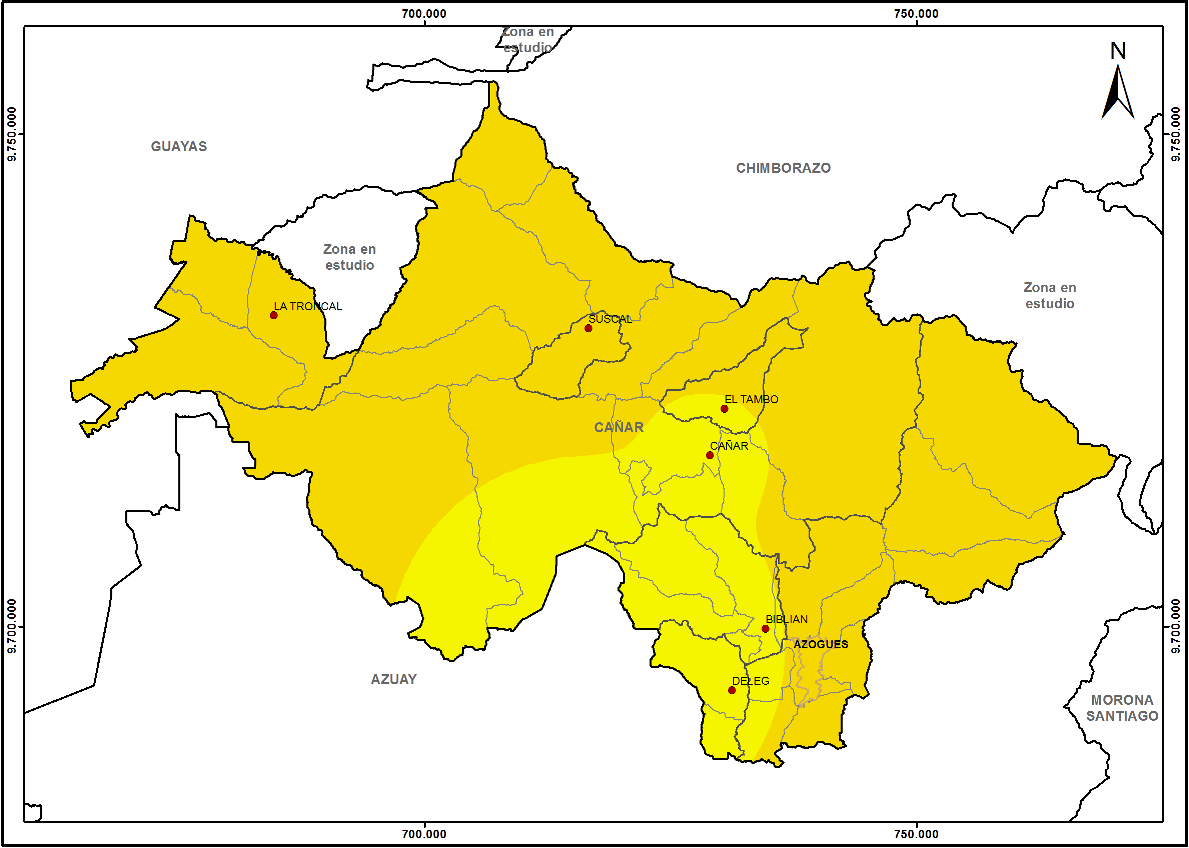 700.000
750.000
Zona en
estudio
N
9.750.000
9.750.000
GUAYAS
CHIMBORAZO
Zona en
estudio
Zona en
estudio
LA TRONCAL
SUSCAL
EL TAMBO
CAÑAR
CAÑAR
9.700.000
9.700.000
BIBLIAN
AZOGUES
AZUAY
DELEG
MORONA
SANTIAGO
700.000
750.000